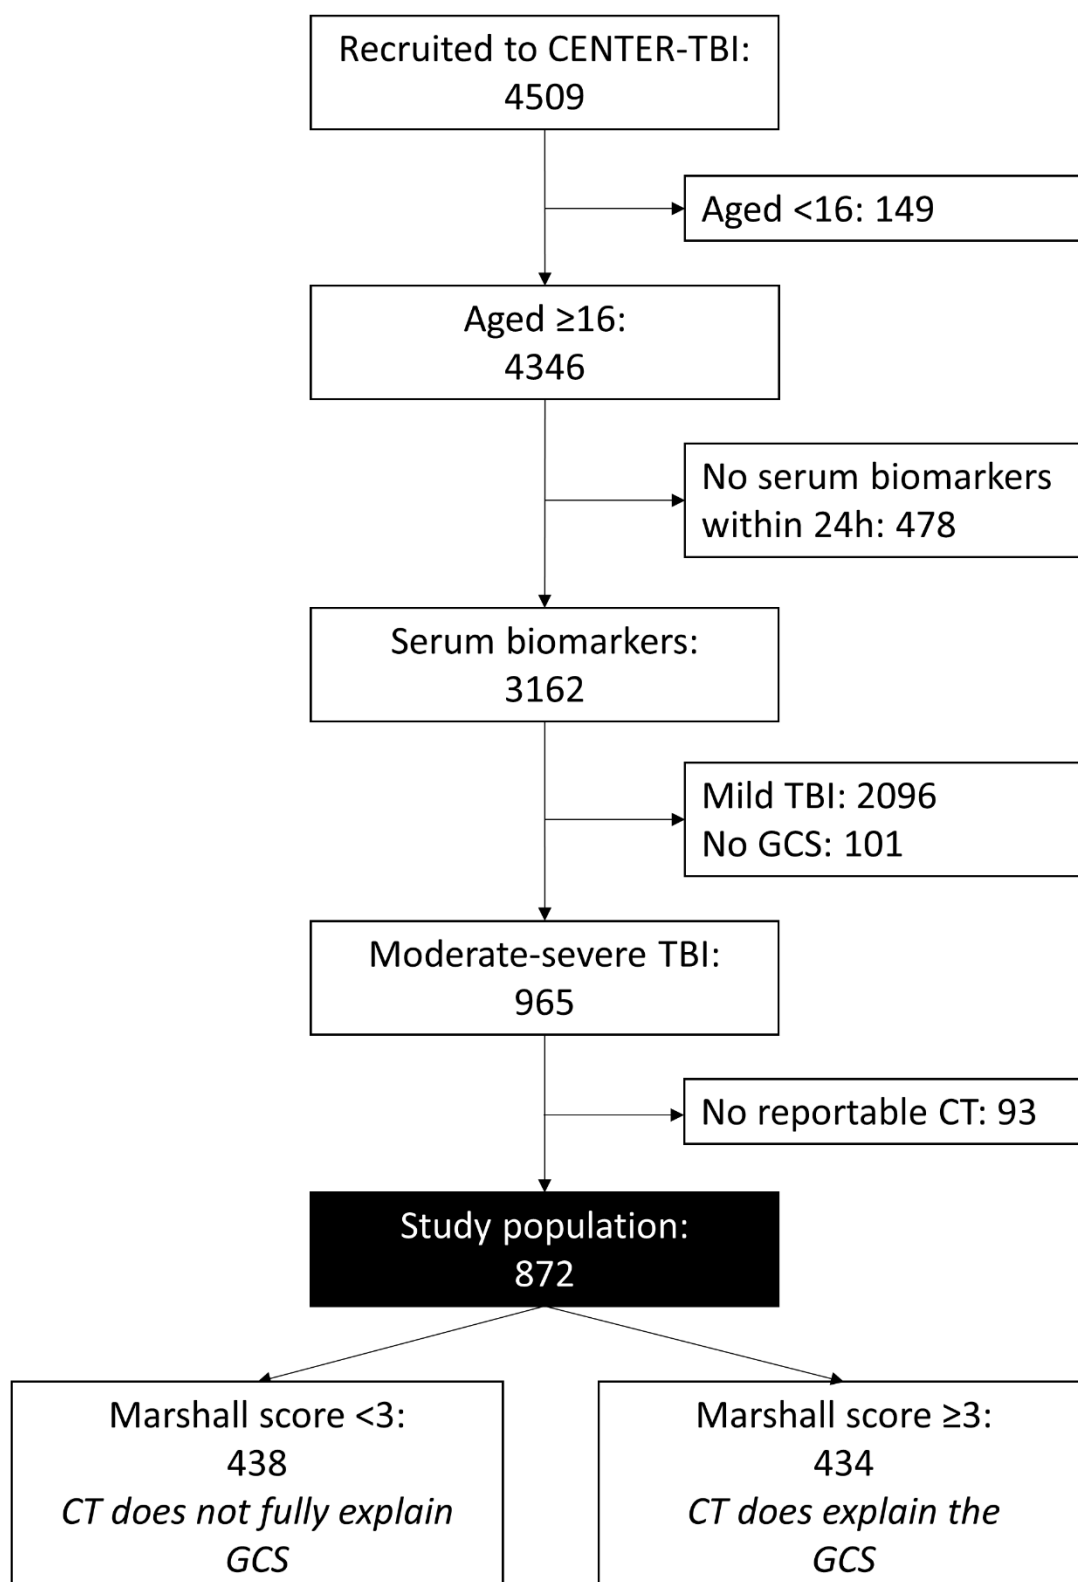 Recruited to CENTER-TBI:
4509
Aged <16: 149
Aged ≥16:
4346
No serum biomarkers
within 24h: 478
Serum biomarkers:
3162
Mild TBI: 2096
No GCS: 101
Moderate-severe TBI:
965
No reportable CT: 93
Study population:
872
Marshall score <3:
438
CT does not fully explain
GCS
Marshall score ≥3:
434
CT does explain the
GCS